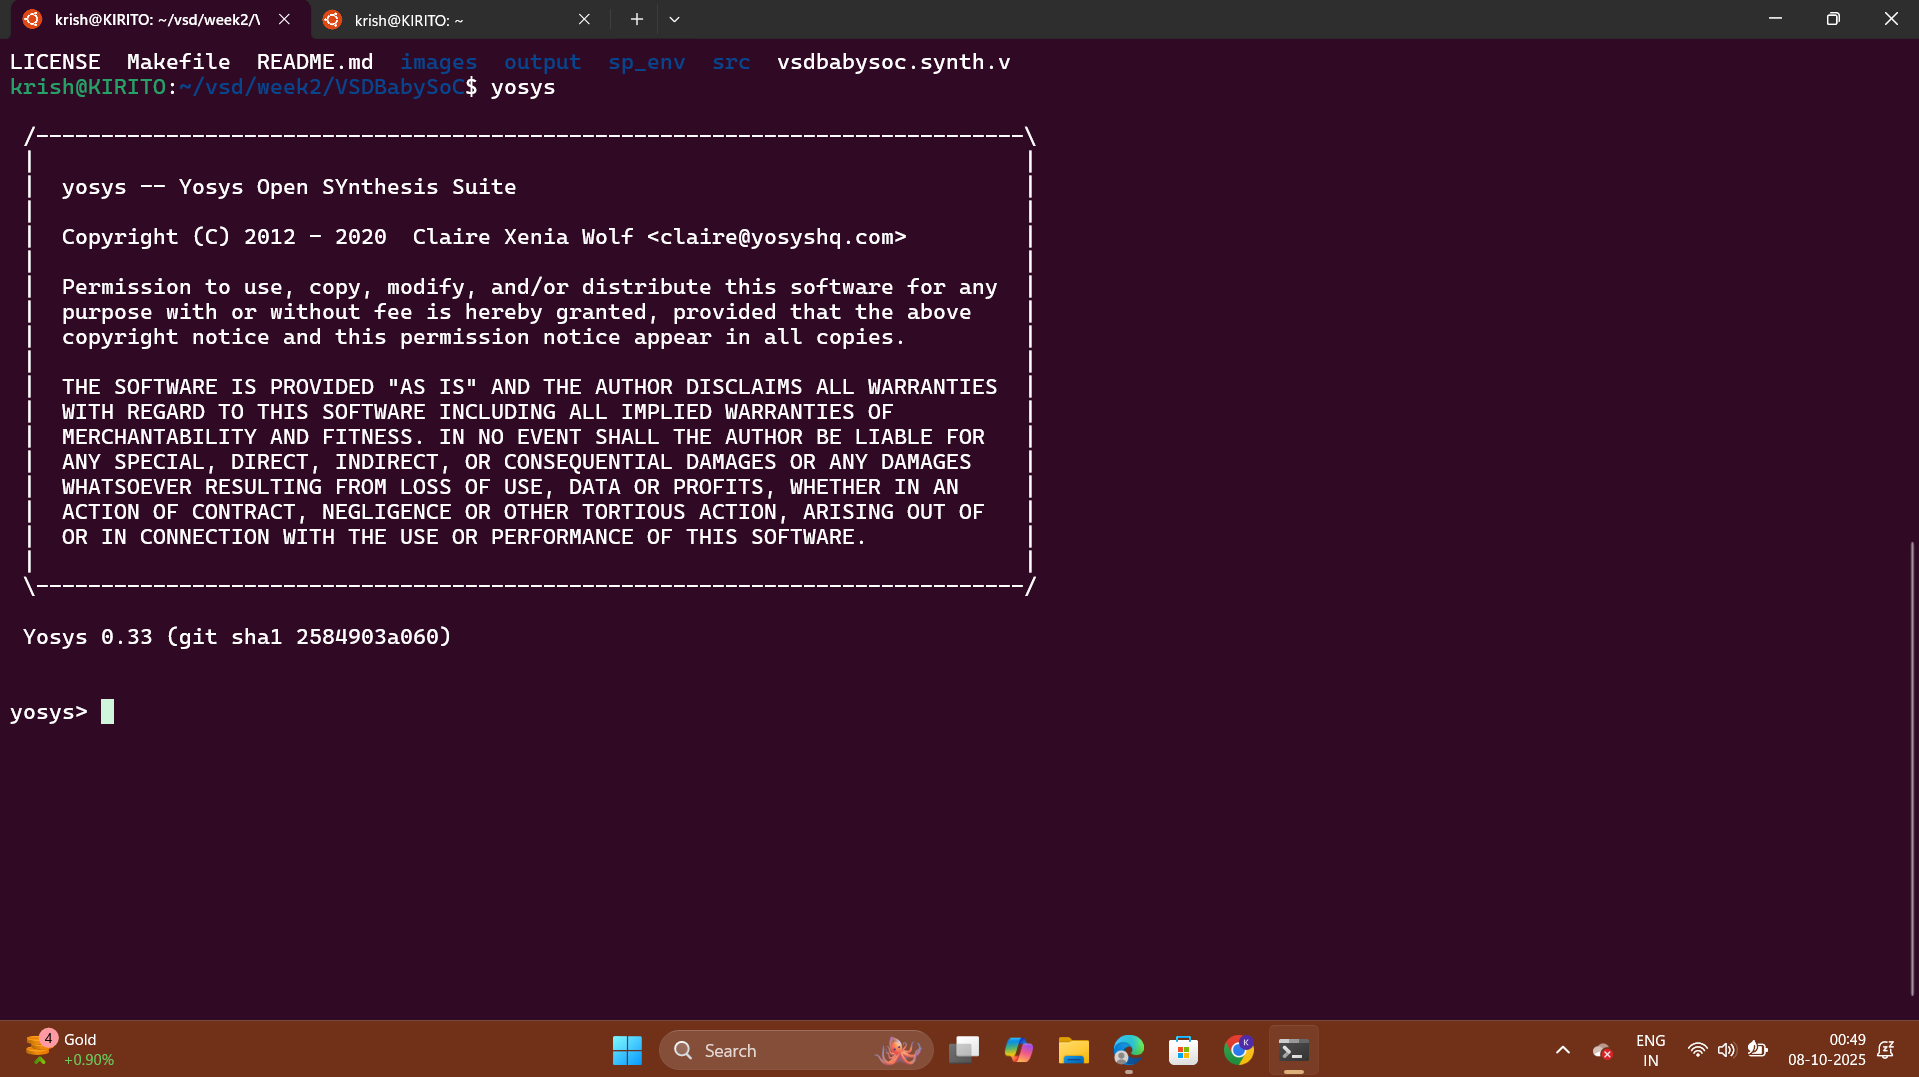 krish@KIRITO: ~/vsd/week2/\
krish@KIRITO: ~
LICENSE  Makefile  README.md  images  output  sp_env  src  vsdbabysoc.synth.v
krish@KIRITO:~/vsd/week2/VSDBabySoC$ yosys
/----------------------------------------------------------------------------\
|                                                                            |
|  yosys -- Yosys Open SYnthesis Suite                                       |
|                                                                            |
|  Copyright (C) 2012 - 2020  Claire Xenia Wolf <claire@yosyshq.com>         |
|                                                                            |
|  Permission to use, copy, modify, and/or distribute this software for any  |
|  purpose with or without fee is hereby granted, provided that the above    |
|  copyright notice and this permission notice appear in all copies.         |
|                                                                            |
|  THE SOFTWARE IS PROVIDED "AS IS" AND THE AUTHOR DISCLAIMS ALL WARRANTIES  |
|  WITH REGARD TO THIS SOFTWARE INCLUDING ALL IMPLIED WARRANTIES OF          |
|  MERCHANTABILITY AND FITNESS. IN NO EVENT SHALL THE AUTHOR BE LIABLE FOR   |
|  ANY SPECIAL, DIRECT, INDIRECT, OR CONSEQUENTIAL DAMAGES OR ANY DAMAGES    |
|  WHATSOEVER RESULTING FROM LOSS OF USE, DATA OR PROFITS, WHETHER IN AN     |
|  ACTION OF CONTRACT, NEGLIGENCE OR OTHER TORTIOUS ACTION, ARISING OUT OF   |
|  OR IN CONNECTION WITH THE USE OR PERFORMANCE OF THIS SOFTWARE.            |
|                                                                            |
\----------------------------------------------------------------------------/
Yosys 0.33 (git sha1 2584903a060)
yosys>
4
Gold
+0.90%
Search
K
ENG
IN
00:49
08-10-2025